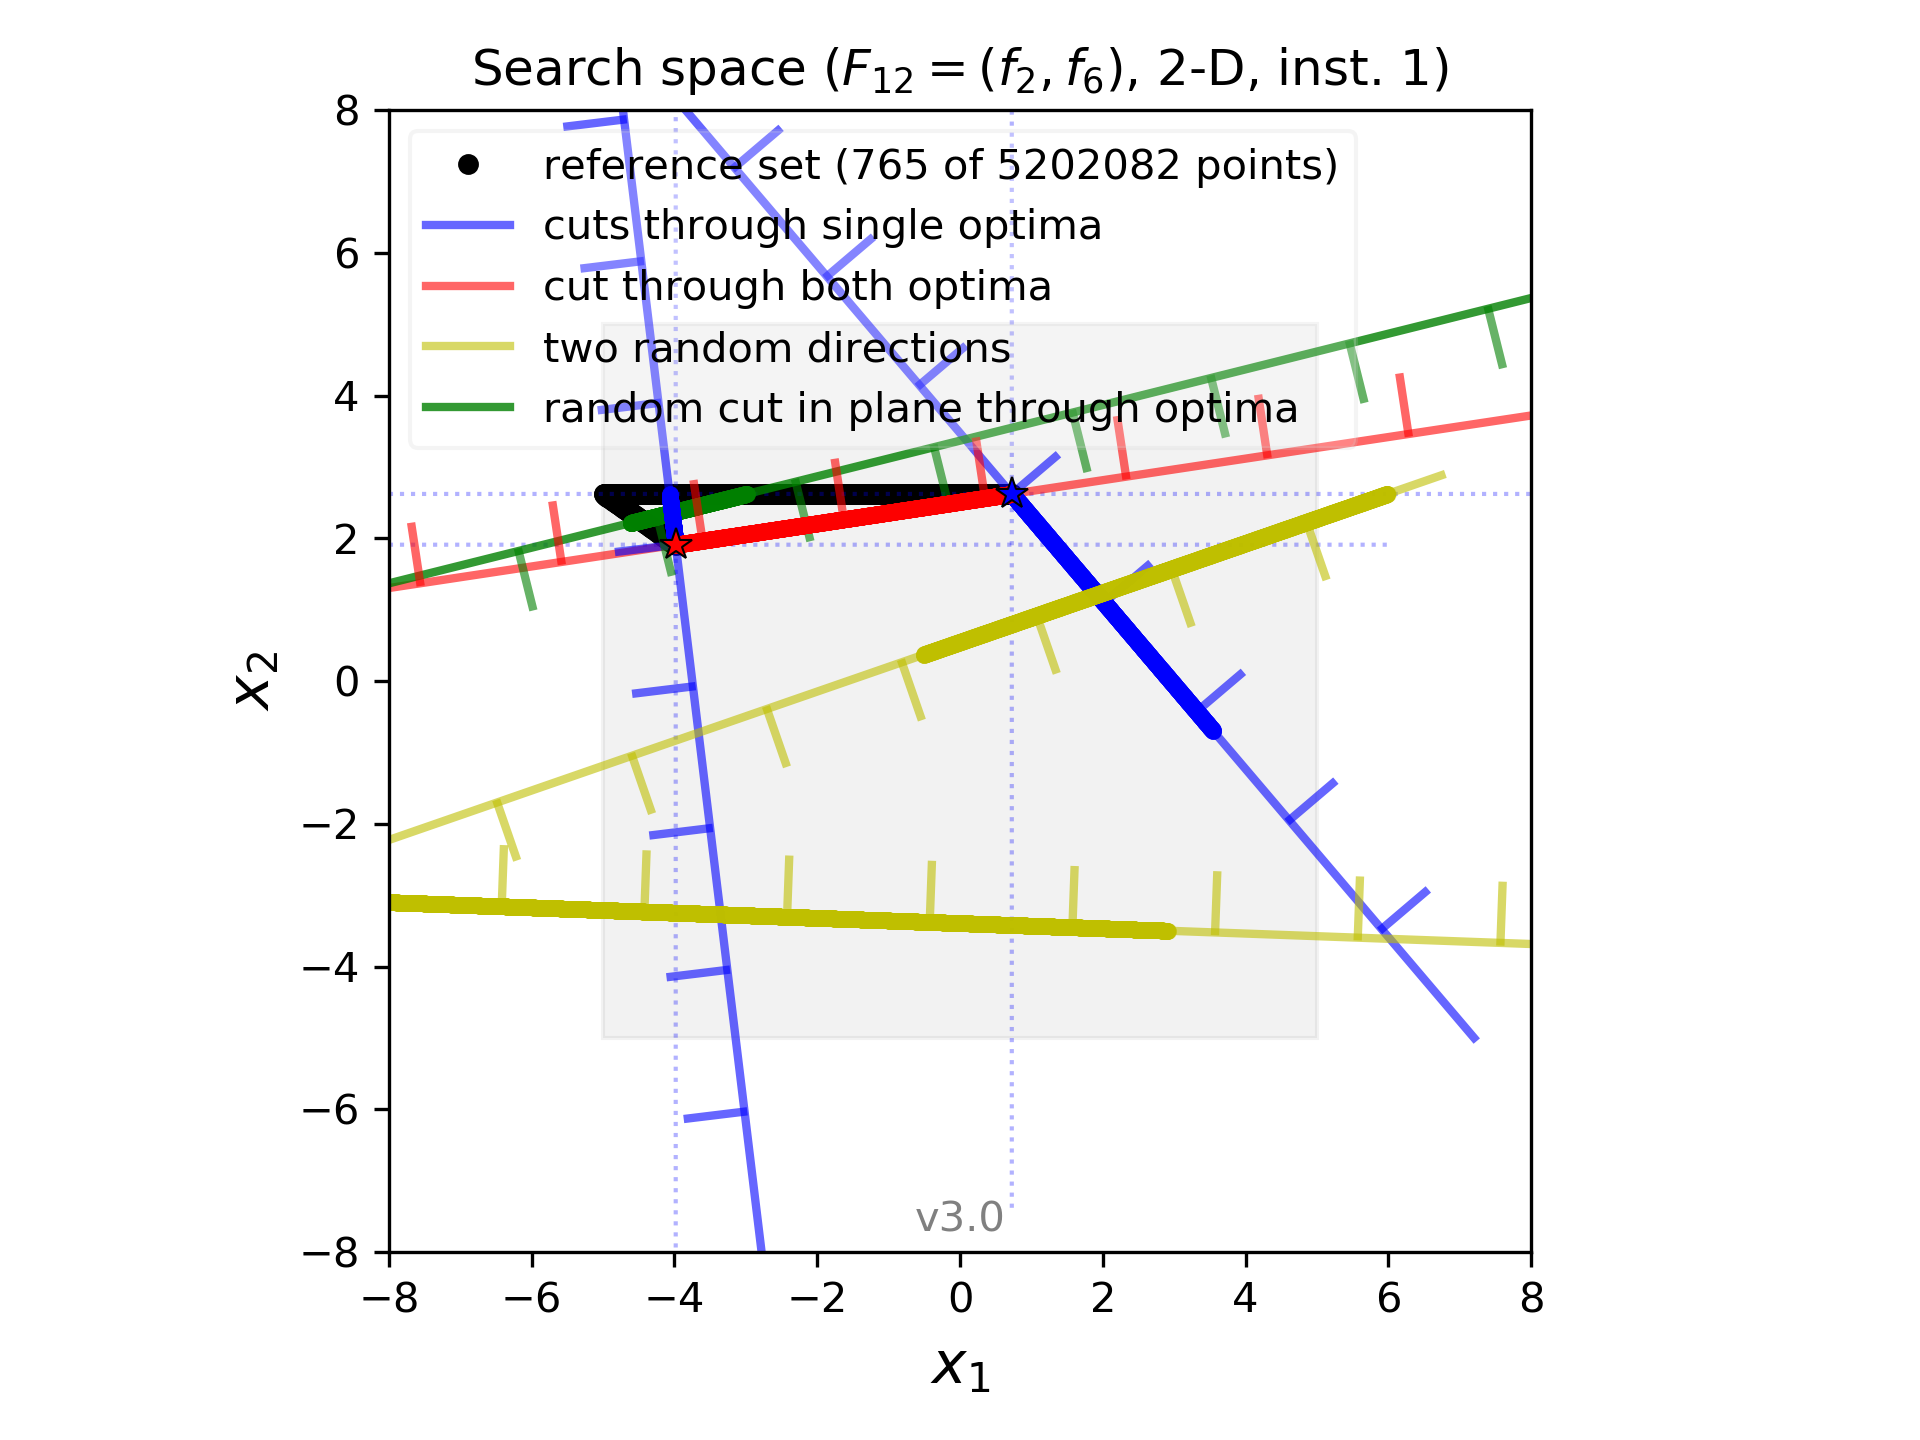 Search space (F₁₂ = (f₂, f₆), 2-D, inst. 1)
reference set (765 of 5202082 points)
cuts through single optima
cut through both optima
two random directions
random cut in plane through optima
8
6
4
2
0
−2
−4
−6
−8
x₂
v3.0
−8 −6 −4 −2 0 2 4 6 8
x₁